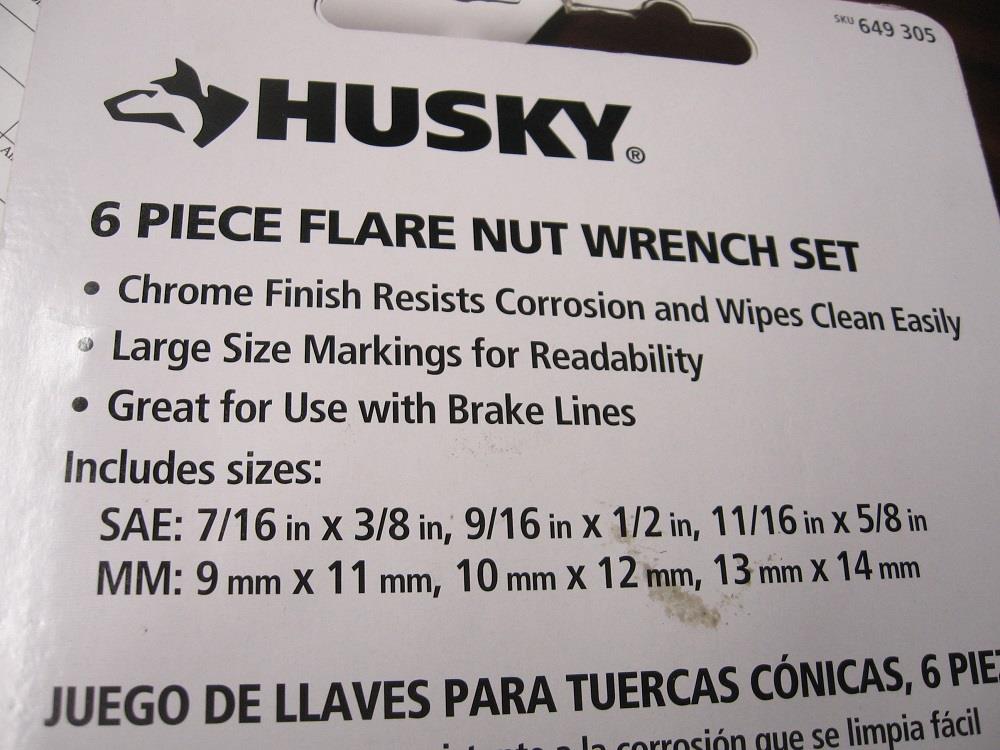 SKU 649 305
HUSKY®
6 PIECE FLARE NUT WRENCH SET
• Chrome Finish Resists Corrosion and Wipes Clean Easily
• Large Size Markings for Readability
• Great for Use with Brake Lines
Includes sizes:
SAE: 7/16 in x 3/8 in, 9/16 in x 1/2 in, 11/16 in x 5/8 in
MM: 9 mm x 11 mm, 10 mm x 12 mm, 13 mm x 14 mm
JUEGO DE LLAVES PARA TUERCAS CÓNICAS, 6 PIE
a la corrosión que se limpia fácil